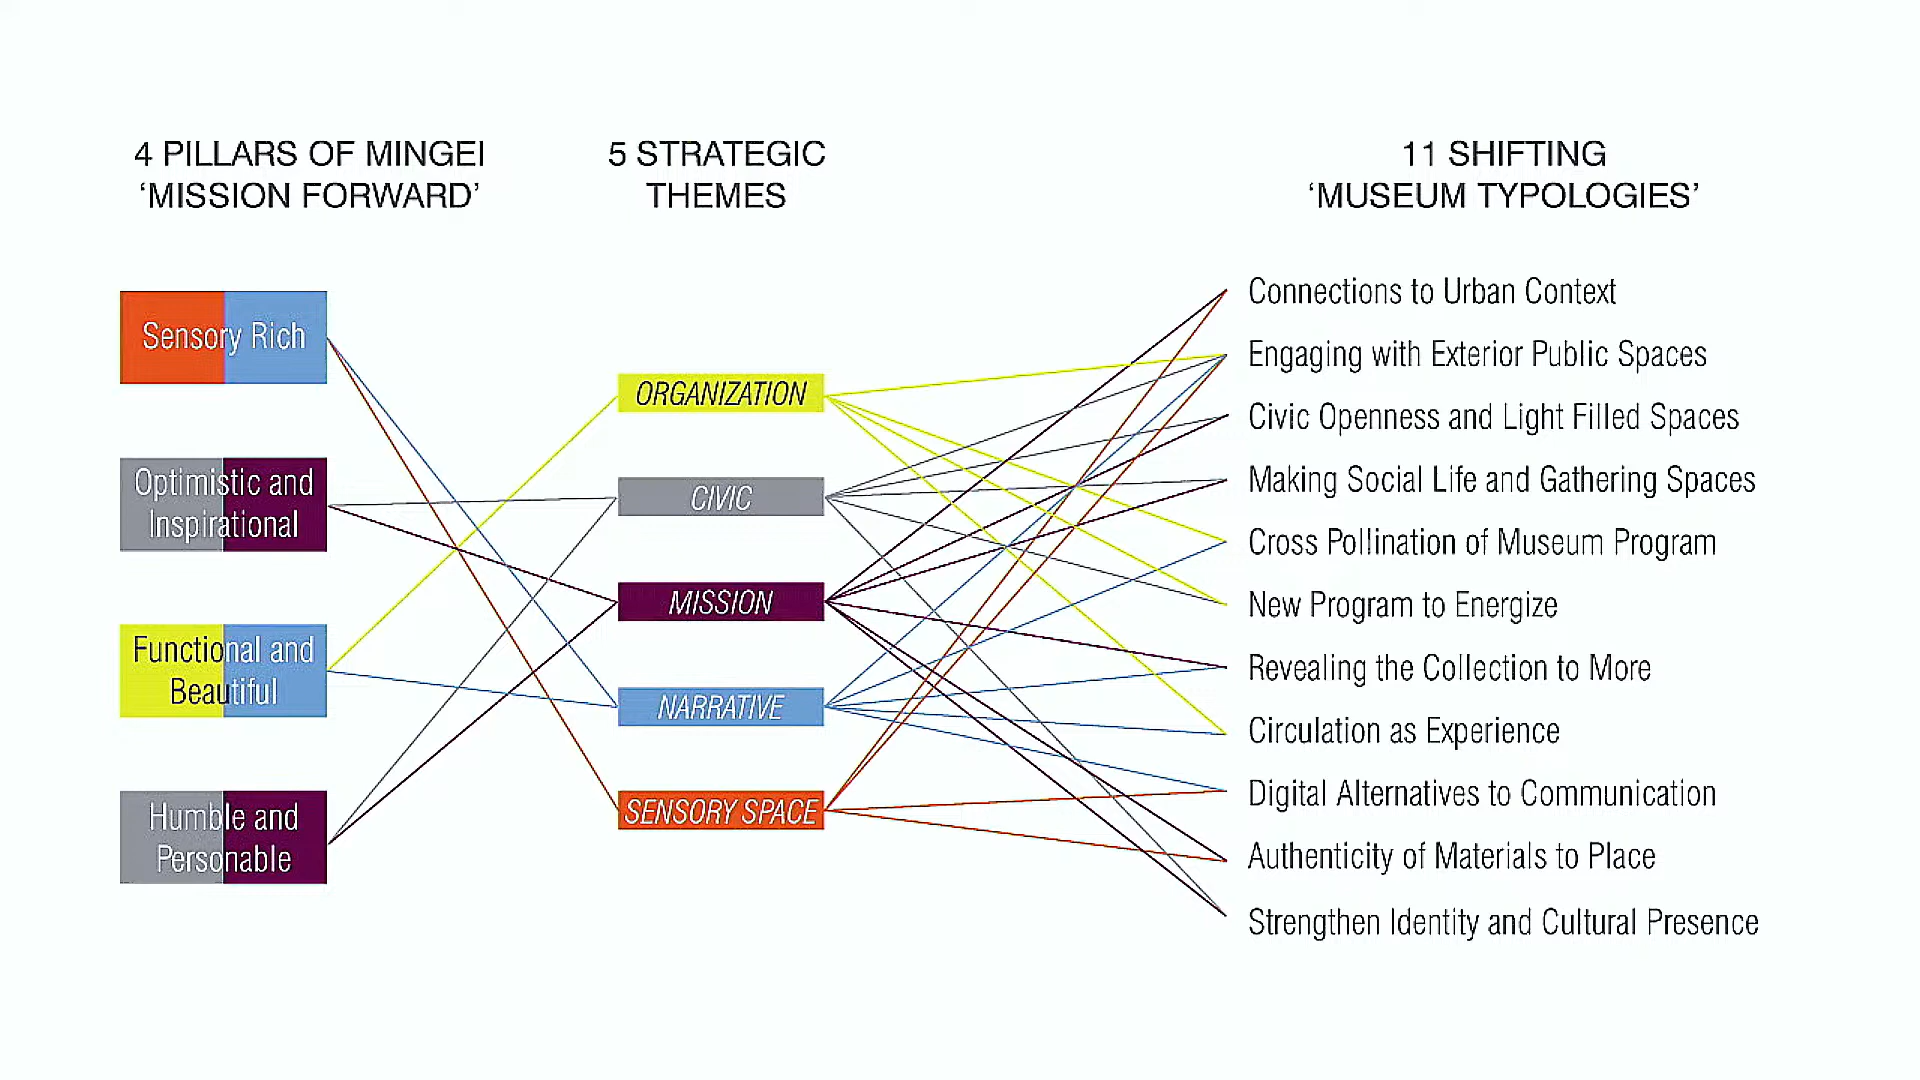 4 PILLARS OF MINGEI
‘MISSION FORWARD’
5 STRATEGIC
THEMES
11 SHIFTING
‘MUSEUM TYPOLOGIES’
Sensory Rich
Optimistic and
Inspirational
Functional and
Beautiful
Humble and
Personable
ORGANIZATION
CIVIC
MISSION
NARRATIVE
SENSORY SPACE
Connections to Urban Context
Engaging with Exterior Public Spaces
Civic Openness and Light Filled Spaces
Making Social Life and Gathering Spaces
Cross Pollination of Museum Program
New Program to Energize
Revealing the Collection to More
Circulation as Experience
Digital Alternatives to Communication
Authenticity of Materials to Place
Strengthen Identity and Cultural Presence